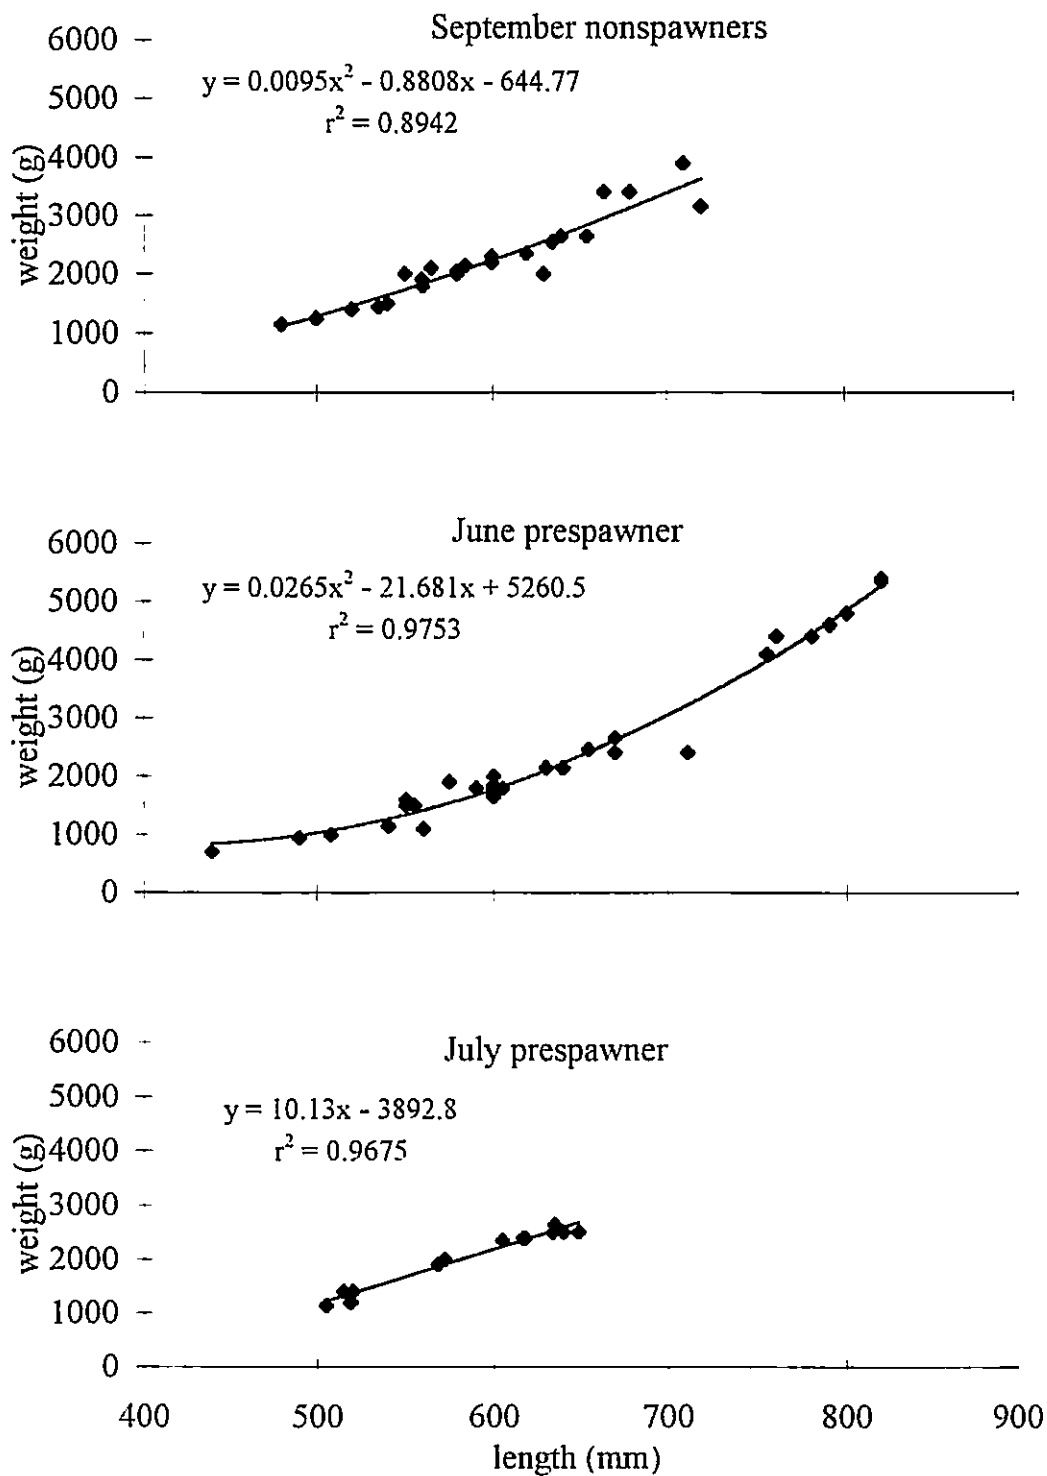 September nonspawners
y = 0.0095x² - 0.8808x - 644.77
r² = 0.8942
weight (g)
6000
5000
4000
3000
2000
1000
0
June prespawner
y = 0.0265x² - 21.681x + 5260.5
r² = 0.9753
weight (g)
6000
5000
4000
3000
2000
1000
0
July prespawner
y = 10.13x - 3892.8
r² = 0.9675
weight (g)
6000
5000
4000
3000
2000
1000
0
400 500 600 700 800 900
length (mm)